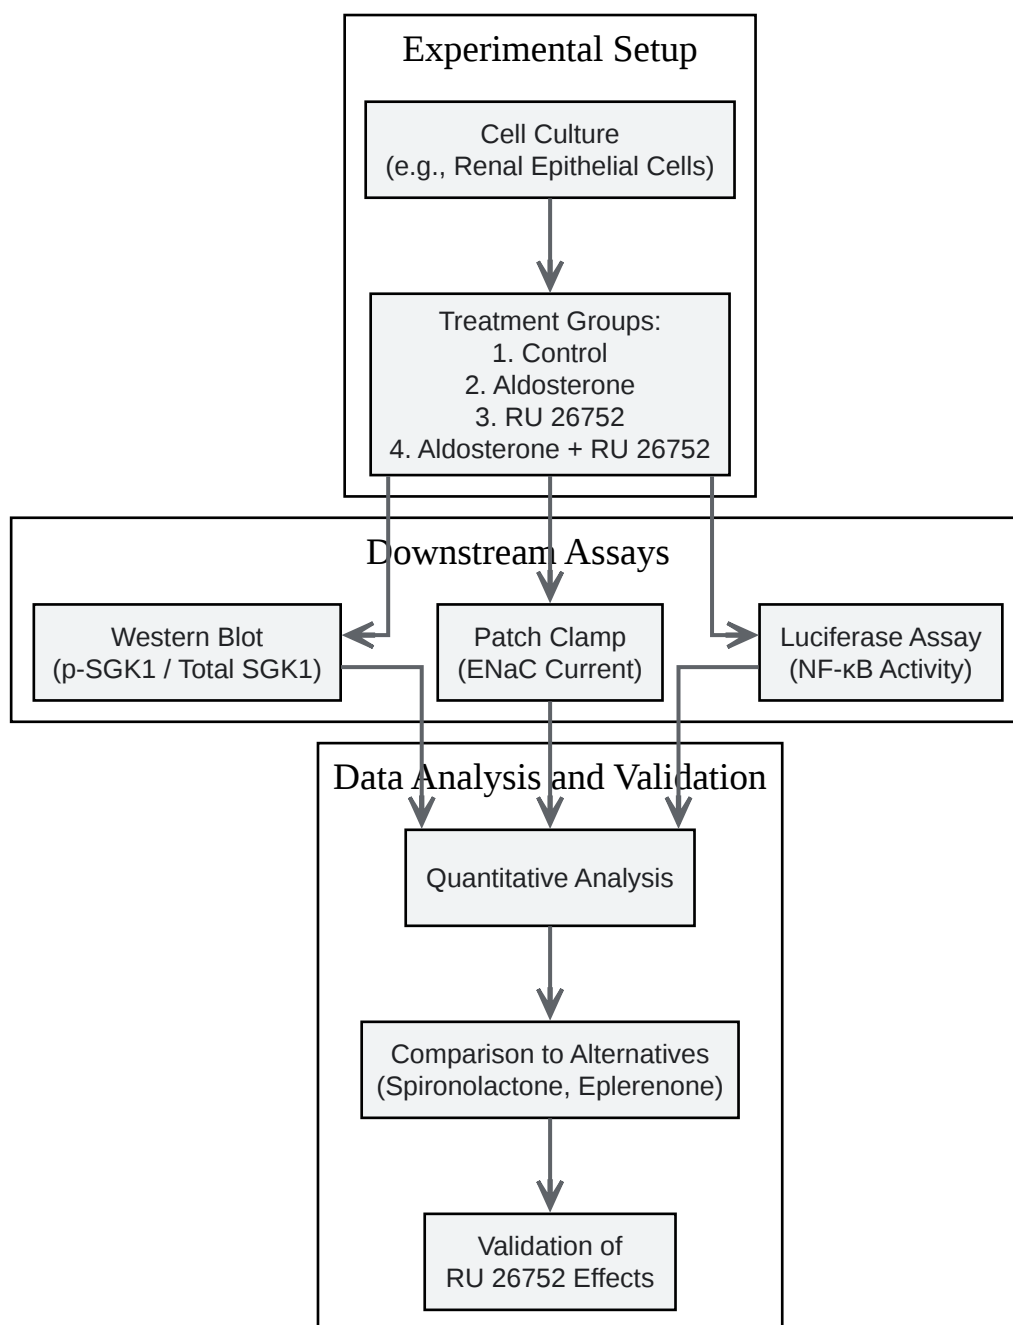 Experimental Setup
Cell Culture
(e.g., Renal Epithelial Cells)
Treatment Groups:
1. Control
2. Aldosterone
3. RU 26752
4. Aldosterone + RU 26752
Downstream Assays
Western Blot
(p-SGK1 / Total SGK1)
Patch Clamp
(ENaC Current)
Luciferase Assay
(NF-κB Activity)
Data Analysis and Validation
Quantitative Analysis
Comparison to Alternatives
(Spironolactone, Eplerenone)
Validation of
RU 26752 Effects